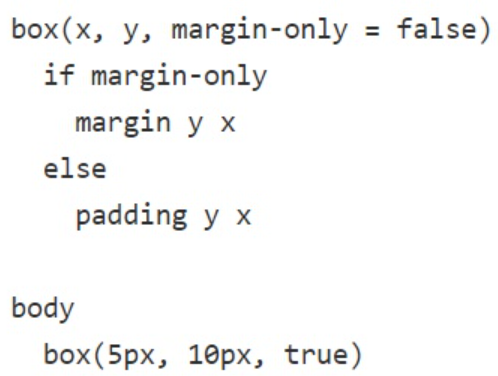 box(x, y, margin-only = false)
  if margin-only
    margin y x
  else
    padding y x

body
  box(5px, 10px, true)